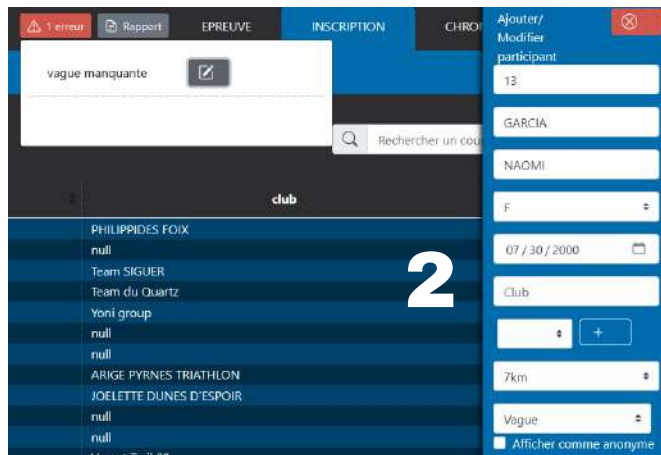 1 erreur
Rapport
EPREUVE
INSCRIPTION
CHRO
vague manquante
Rechercher un cou
club
PHILIPPIDES FOIX
null
Team SIGUER
Team du Quartz
Yoni group
null
null
ARIGE PYRNES TRIATHLON
JOELETTE DUNES D'ESPOIR
null
null
2
Ajouter/
Modifier
participant
13
GARCIA
NAOMI
F
07/30/2000
Club
+
7km
Vague
Afficher comme anonyme